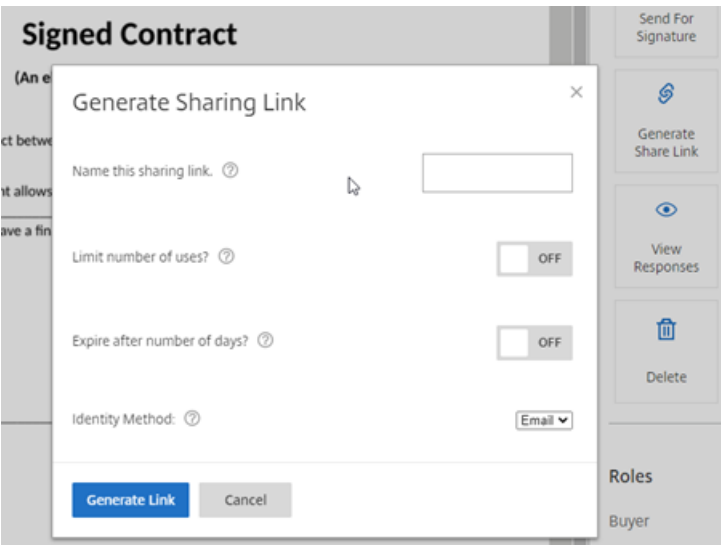 Signed Contract
(An e
ct betwe
nt allows
ave a fin
Generate Sharing Link
Name this sharing link.
Limit number of uses?
OFF
Expire after number of days?
OFF
Identity Method:
Email
Generate Link
Cancel
Send For
Signature
Generate
Share Link
View
Responses
Delete
Roles
Buyer